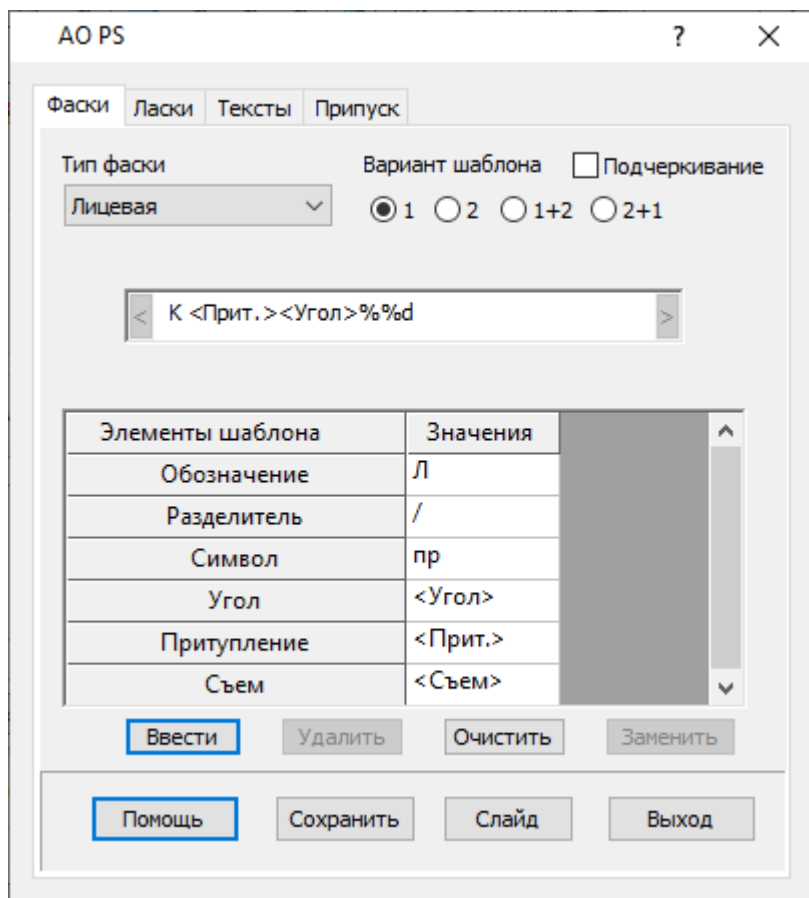 AO PS ? ×
Фаски Ласки Тексты Припуск
Тип фаски Вариант шаблона Подчеркивание
Лицевая 1 2 1+2 2+1
< К <Прит.><Угол>%%d >
Элементы шаблона Значения
Обозначение Л
Разделитель /
Символ пр
Угол <Угол>
Притупление <Прит.>
Съем <Съем>
Ввести Удалить Очистить Заменить
Помощь Сохранить Слайд Выход